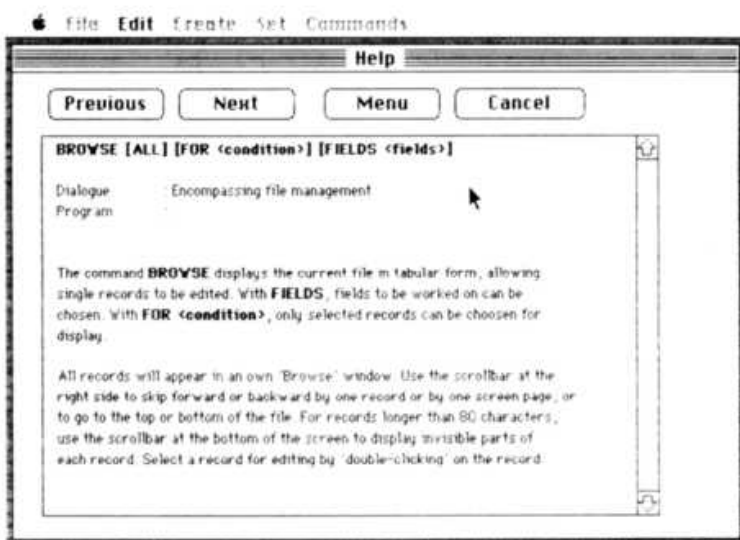 File Edit Create Set Commands
Help
Previous Next Menu Cancel
BROWSE [ALL] [FOR <condition>] [FIELDS <fields>]
Dialogue : Encompassing file management
Program :
The command BROWSE displays the current file in tabular form, allowing
single records to be edited. With FIELDS, fields to be worked on can be
chosen. With FOR <condition>, only selected records can be choosen for
display.
All records will appear in an own 'Browse' window. Use the scrollbar at the
right side to skip forward or backward by one record or by one screen page, or
to go to the top or bottom of the file. For records longer than 80 characters,
use the scrollbar at the bottom of the screen to display invisible parts of
each record. Select a record for editing by 'double-clicking' on the record.